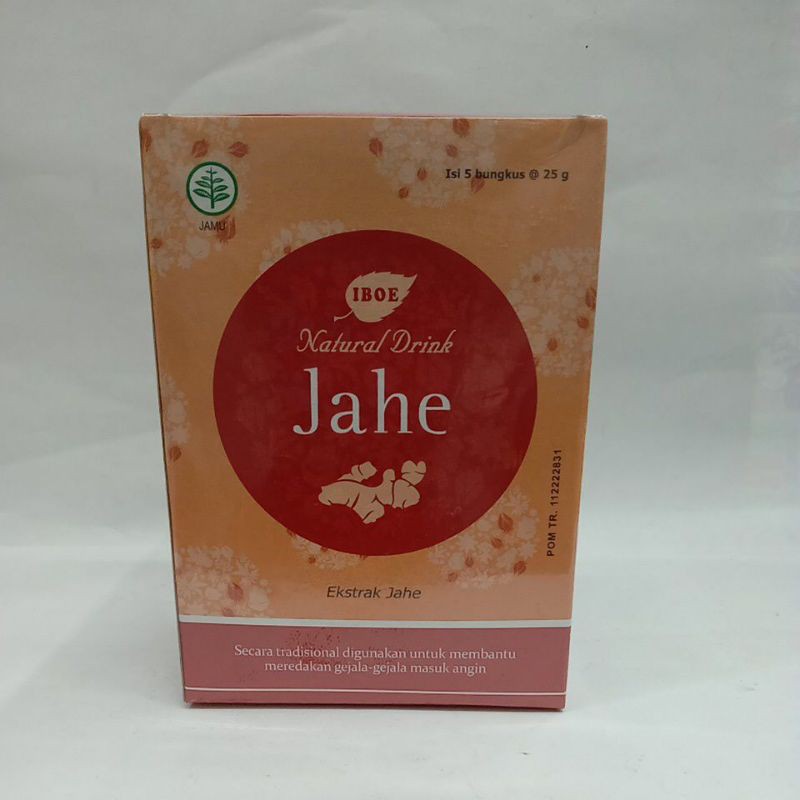 Isi 5 bungkus @ 25 g
JAMU
IBOE
Natural Drink
Jahe
POM TR. 112222831
Ekstrak Jahe
Secara tradisional digunakan untuk membantu
meredakan gejala-gejala masuk angin